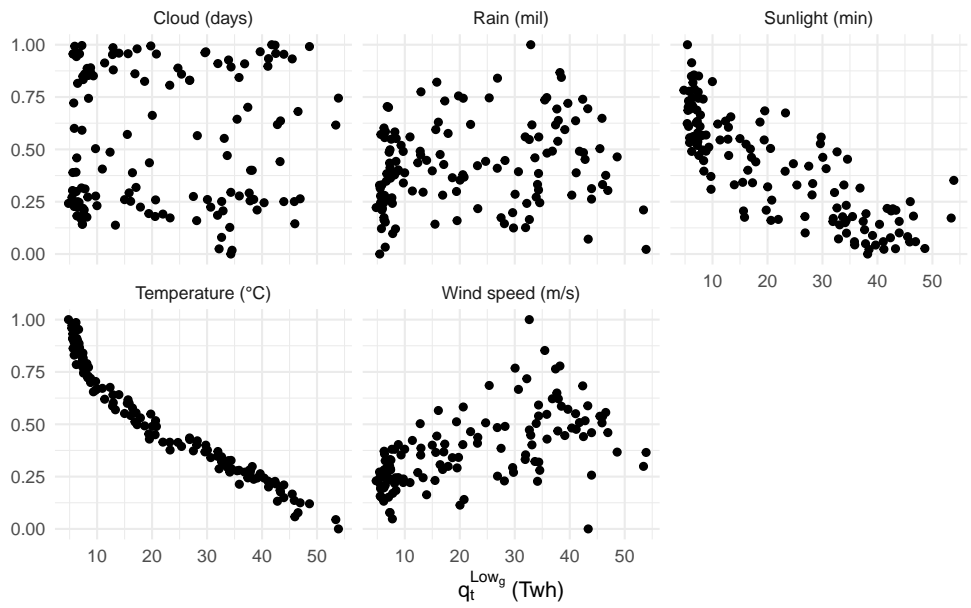 Cloud (days) Rain (mil) Sunlight (min)
1.00
0.75
0.50
0.25
0.00
10 20 30 40 50
Temperature (°C) Wind speed (m/s)
1.00
0.75
0.50
0.25
0.00
10 20 30 40 50 10 20 30 40 50
q_t^{Low_g} (Twh)